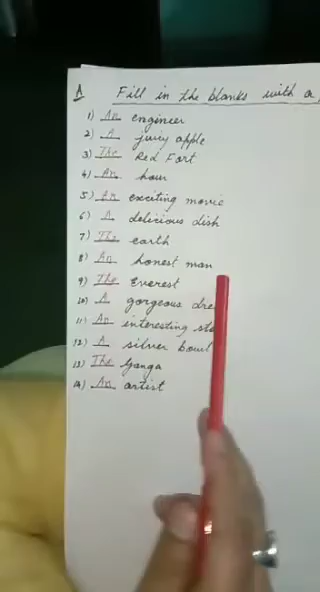 A Fill in the blanks with a
1) An engineer
2) A juicy apple
3) The Red Fort
4) An hour
5) An exciting movie
6) A delicious dish
7) The earth
8) An honest man
9) The Everest
10) A gorgeous
11) An interesting
12) A silver bowl
13) The Ganga
14) An artist